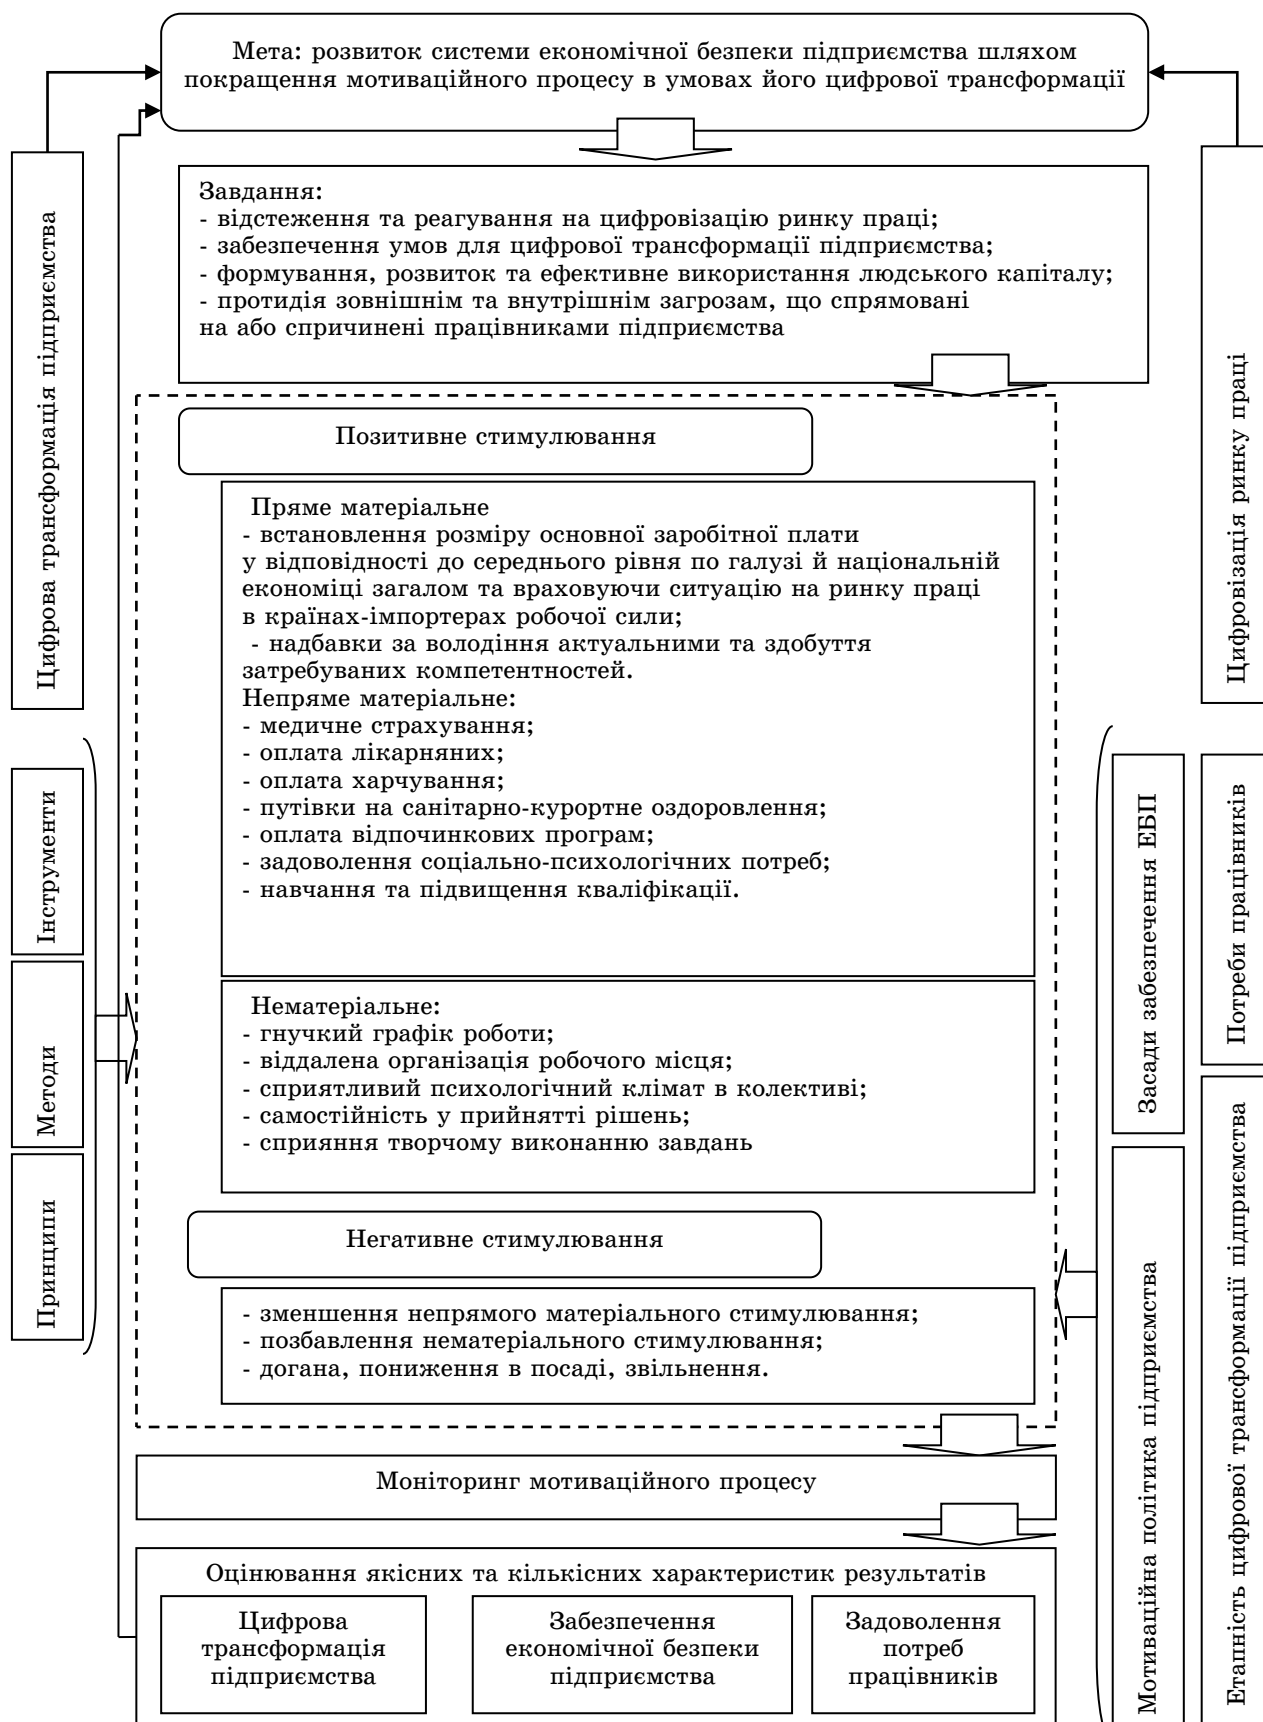 Мета: розвиток системи економічної безпеки підприємства шляхом
покращення мотиваційного процесу в умовах його цифрової трансформації
Цифрова трансформація підприємства
Цифровізація ринку праці
Завдання:
- відстеження та реагування на цифровізацію ринку праці;
- забезпечення умов для цифрової трансформації підприємства;
- формування, розвиток та ефективне використання людського капіталу;
- протидія зовнішнім та внутрішнім загрозам, що спрямовані
на або спричинені працівниками підприємства
Позитивне стимулювання
Пряме матеріальне
- встановлення розміру основної заробітної плати
у відповідності до середнього рівня по галузі й національній
економіці загалом та враховуючи ситуацію на ринку праці
в країнах-імпортерах робочої сили;
- надбавки за володіння актуальними та здобуття
затребуваних компетентностей.
Непряме матеріальне:
- медичне страхування;
- оплата лікарняних;
- оплата харчування;
- путівки на санітарно-курортне оздоровлення;
- оплата відпочинкових програм;
- задоволення соціально-психологічних потреб;
- навчання та підвищення кваліфікації.
Нематеріальне:
- гнучкий графік роботи;
- віддалена організація робочого місця;
- сприятливий психологічний клімат в колективі;
- самостійність у прийнятті рішень;
- сприяння творчому виконанню завдань
Негативне стимулювання
- зменшення непрямого матеріального стимулювання;
- позбавлення нематеріального стимулювання;
- догана, пониження в посаді, звільнення.
Інструменти
Методи
Принципи
Засади забезпечення ЕБП
Мотиваційна політика підприємства
Потреби працівників
Етапність цифрової трансформації підприємства
Моніторинг мотиваційного процесу
Оцінювання якісних та кількісних характеристик результатів
Цифрова
трансформація
підприємства
Забезпечення
економічної безпеки
підприємства
Задоволення
потреб
працівників